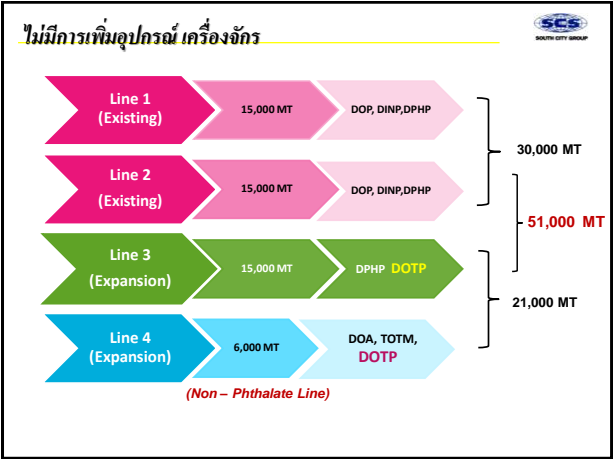 ไม่มีการเพิ่มอุปกรณ์ เครื่องจักร
SCS
SOUTH CITY GROUP
Line 1
(Existing)
15,000 MT
DOP, DINP,DPHP
Line 2
(Existing)
15,000 MT
DOP, DINP,DPHP
30,000 MT
51,000 MT
Line 3
(Expansion)
15,000 MT
DPHP DOTP
Line 4
(Expansion)
6,000 MT
DOA, TOTM,
DOTP
21,000 MT
(Non – Phthalate Line)